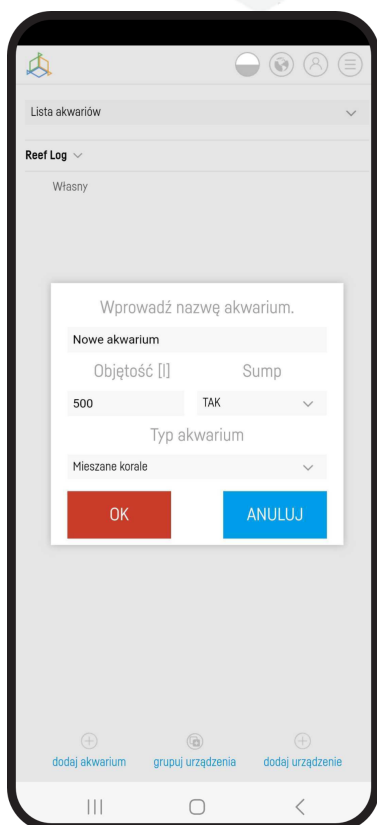 Lista akwariów
Reef Log
Własny
Wprowadź nazwę akwarium.
Nowe akwarium
Objętość [l] Sump
500 TAK
Typ akwarium
Mieszane korale
OK ANULUJ
dodaj akwarium grupuj urządzenia dodaj urządzenie